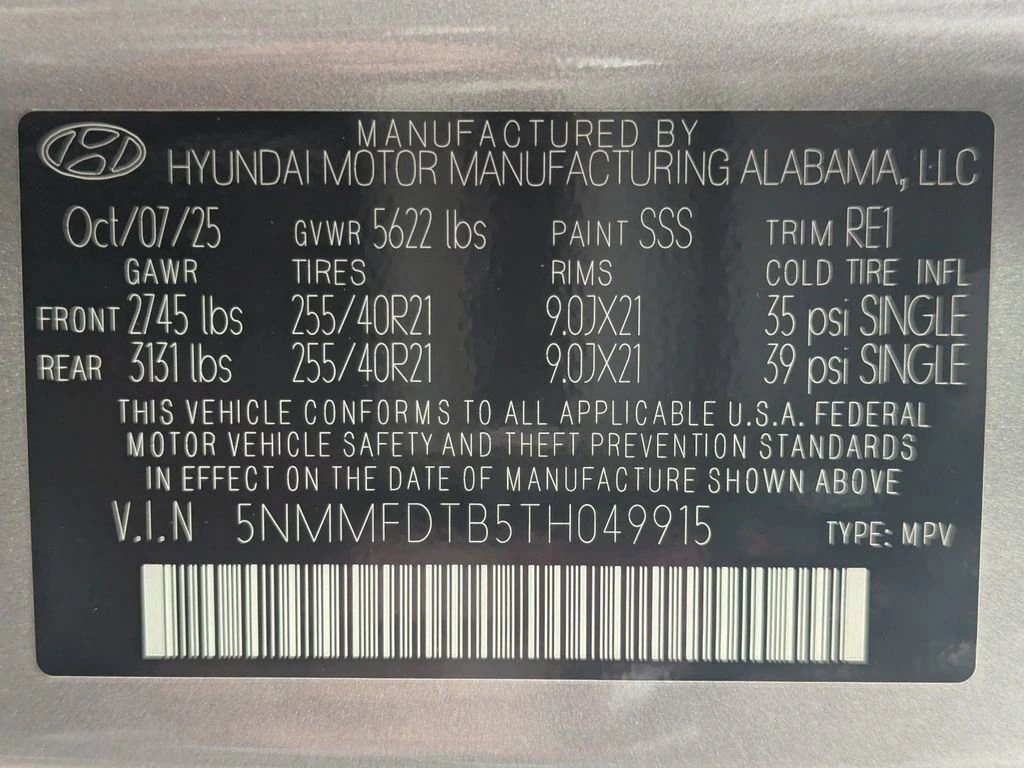 MANUFACTURED BY
HYUNDAI MOTOR MANUFACTURING ALABAMA, LLC
Oct/07/25 GVWR 5622 lbs PAINT SSS TRIM RE1
GAWR TIRES RIMS COLD TIRE INFL
FRONT 2745 lbs 255/40R21 9.0JX21 35 psi SINGLE
REAR 3131 lbs 255/40R21 9.0JX21 39 psi SINGLE
THIS VEHICLE CONFORMS TO ALL APPLICABLE U.S.A. FEDERAL
MOTOR VEHICLE SAFETY AND THEFT PREVENTION STANDARDS
IN EFFECT ON THE DATE OF MANUFACTURE SHOWN ABOVE
V.I.N 5NMMFDTB5TH049915 TYPE: MPV